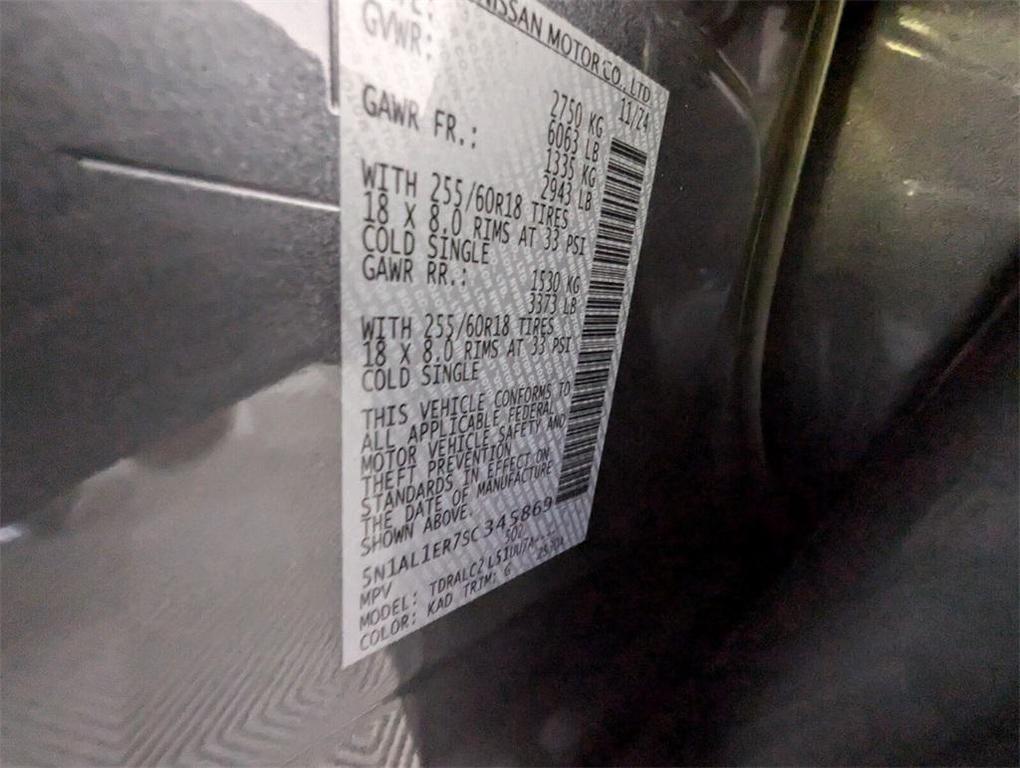 NISSAN MOTOR CO., LTD
11/24
GVWR: 2750 KG
6063 LB
GAWR FR.: 1335 KG
2943 LB
WITH 255/60R18 TIRES
18 X 8.0 RIMS AT 33 PSI
COLD SINGLE
GAWR RR.: 1530 KG
3373 LB
WITH 255/60R18 TIRES
18 X 8.0 RIMS AT 33 PSI
COLD SINGLE
THIS VEHICLE CONFORMS TO
ALL APPLICABLE FEDERAL
MOTOR VEHICLE SAFETY AND
THEFT PREVENTION
STANDARDS IN EFFECT ON
THE DATE OF MANUFACTURE
SHOWN ABOVE.
5N1AL1ER7SC345869
MPV 502
MODEL: TDRALC2
COLOR: KAD TRIM: G